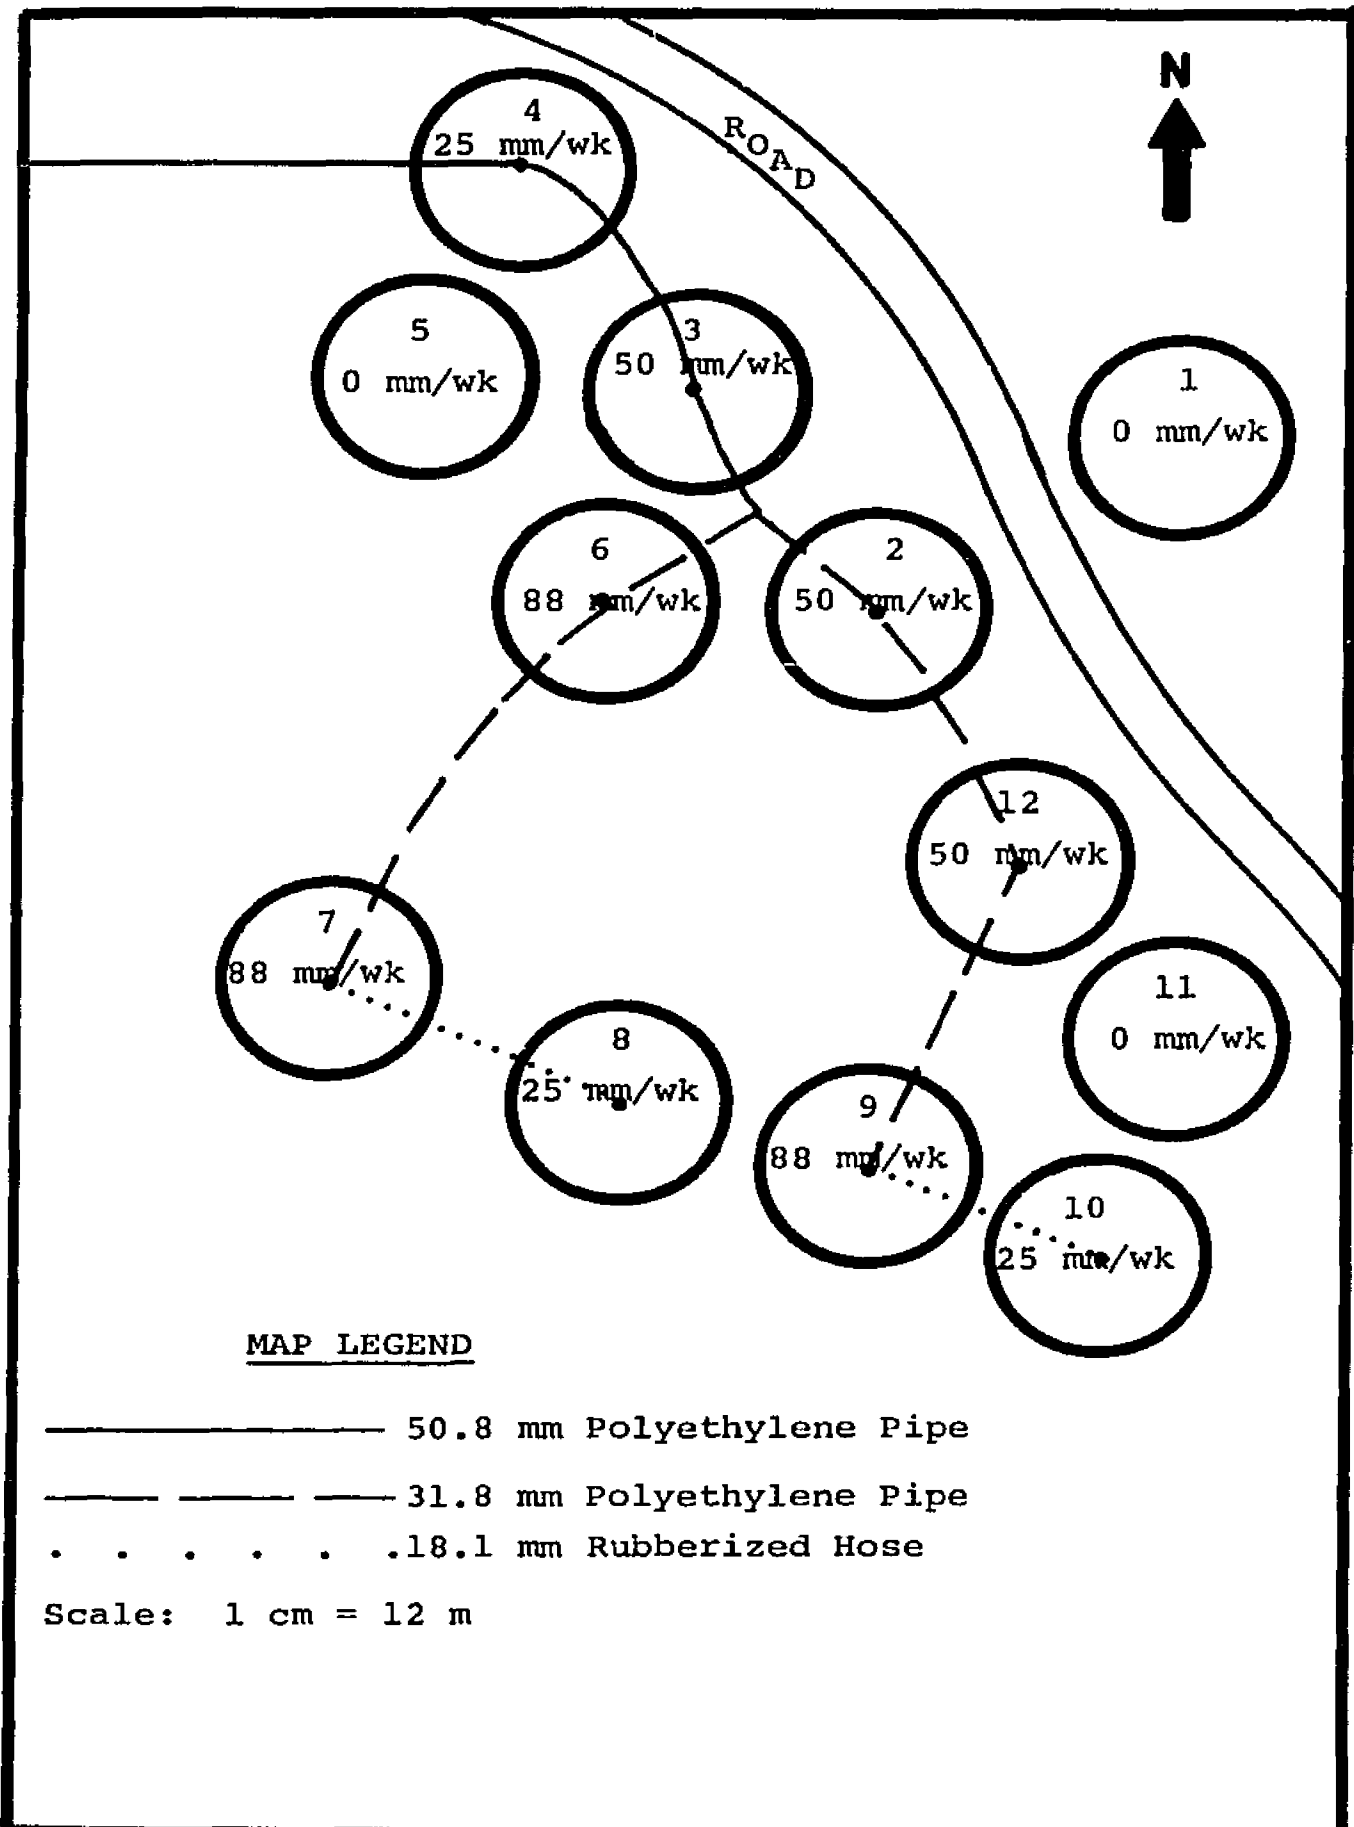 N
ROAD
4
25 mm/wk
5
0 mm/wk
3
50 mm/wk
1
0 mm/wk
6
88 mm/wk
2
50 mm/wk
12
50 mm/wk
7
88 mm/wk
11
0 mm/wk
8
25 mm/wk
9
88 mm/wk
10
25 mm/wk
MAP LEGEND
50.8 mm Polyethylene Pipe
31.8 mm Polyethylene Pipe
18.1 mm Rubberized Hose
Scale: 1 cm = 12 m